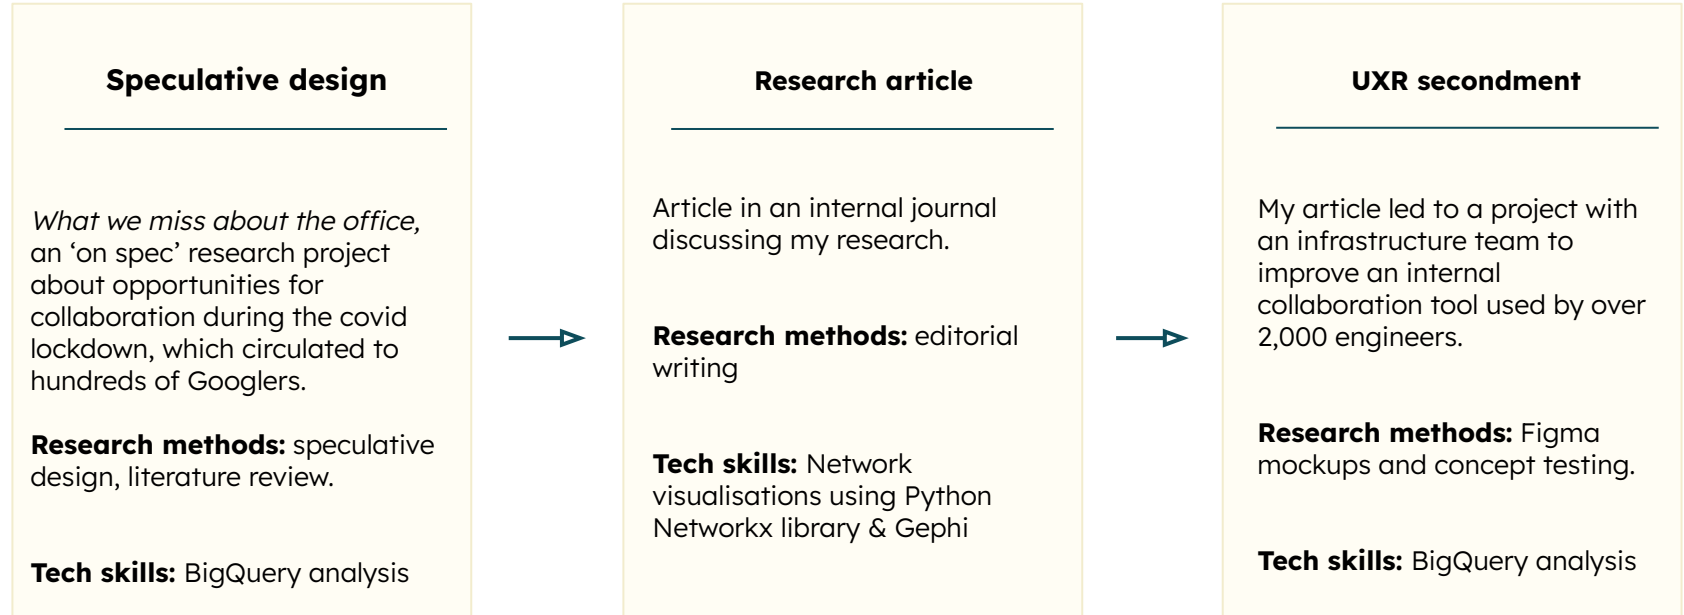 Speculative design
What we miss about the office,
an ‘on spec’ research project
about opportunities for
collaboration during the covid
lockdown, which circulated to
hundreds of Googlers.
Research methods: speculative
design, literature review.
Tech skills: BigQuery analysis
Research article
Article in an internal journal
discussing my research.
Research methods: editorial
writing
Tech skills: Network
visualisations using Python
Networkx library & Gephi
UXR secondment
My article led to a project with
an infrastructure team to
improve an internal
collaboration tool used by over
2,000 engineers.
Research methods: Figma
mockups and concept testing.
Tech skills: BigQuery analysis